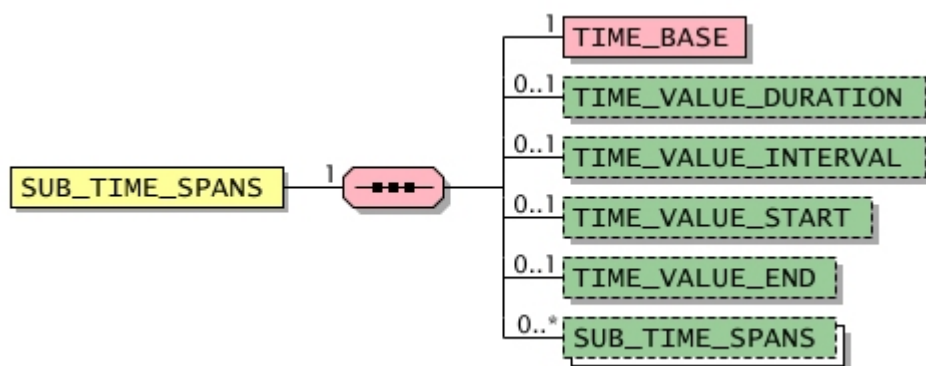 1 TIME_BASE
0..1 TIME_VALUE_DURATION
0..1 TIME_VALUE_INTERVAL
SUB_TIME_SPANS 1
0..1 TIME_VALUE_START
0..1 TIME_VALUE_END
0..* SUB_TIME_SPANS